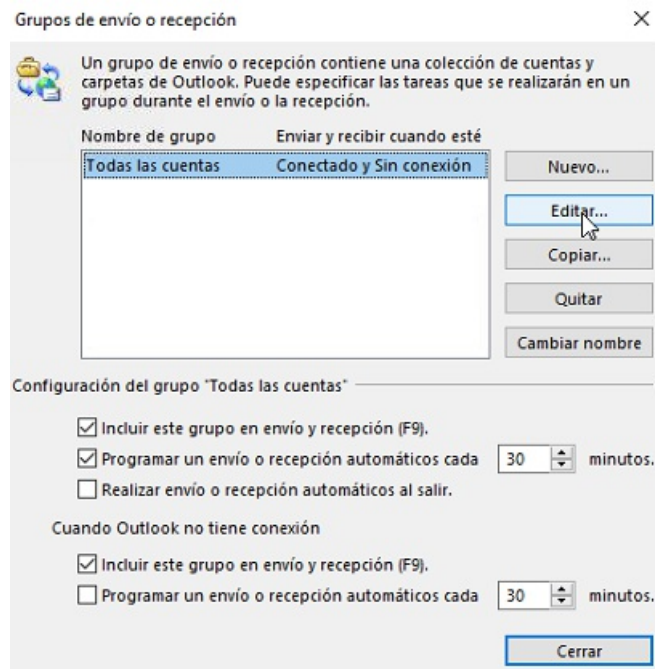 Grupos de envío o recepción
Un grupo de envío o recepción contiene una colección de cuentas y
carpetas de Outlook. Puede especificar las tareas que se realizarán en un
grupo durante el envío o la recepción.
Nombre de grupo Enviar y recibir cuando esté
Todas las cuentas Conectado y Sin conexión
Nuevo...
Editar...
Copiar...
Quitar
Cambiar nombre
Configuración del grupo "Todas las cuentas"
Incluir este grupo en envío y recepción (F9).
Programar un envío o recepción automáticos cada 30 minutos.
Realizar envío o recepción automáticos al salir.
Cuando Outlook no tiene conexión
Incluir este grupo en envío y recepción (F9).
Programar un envío o recepción automáticos cada 30 minutos.
Cerrar